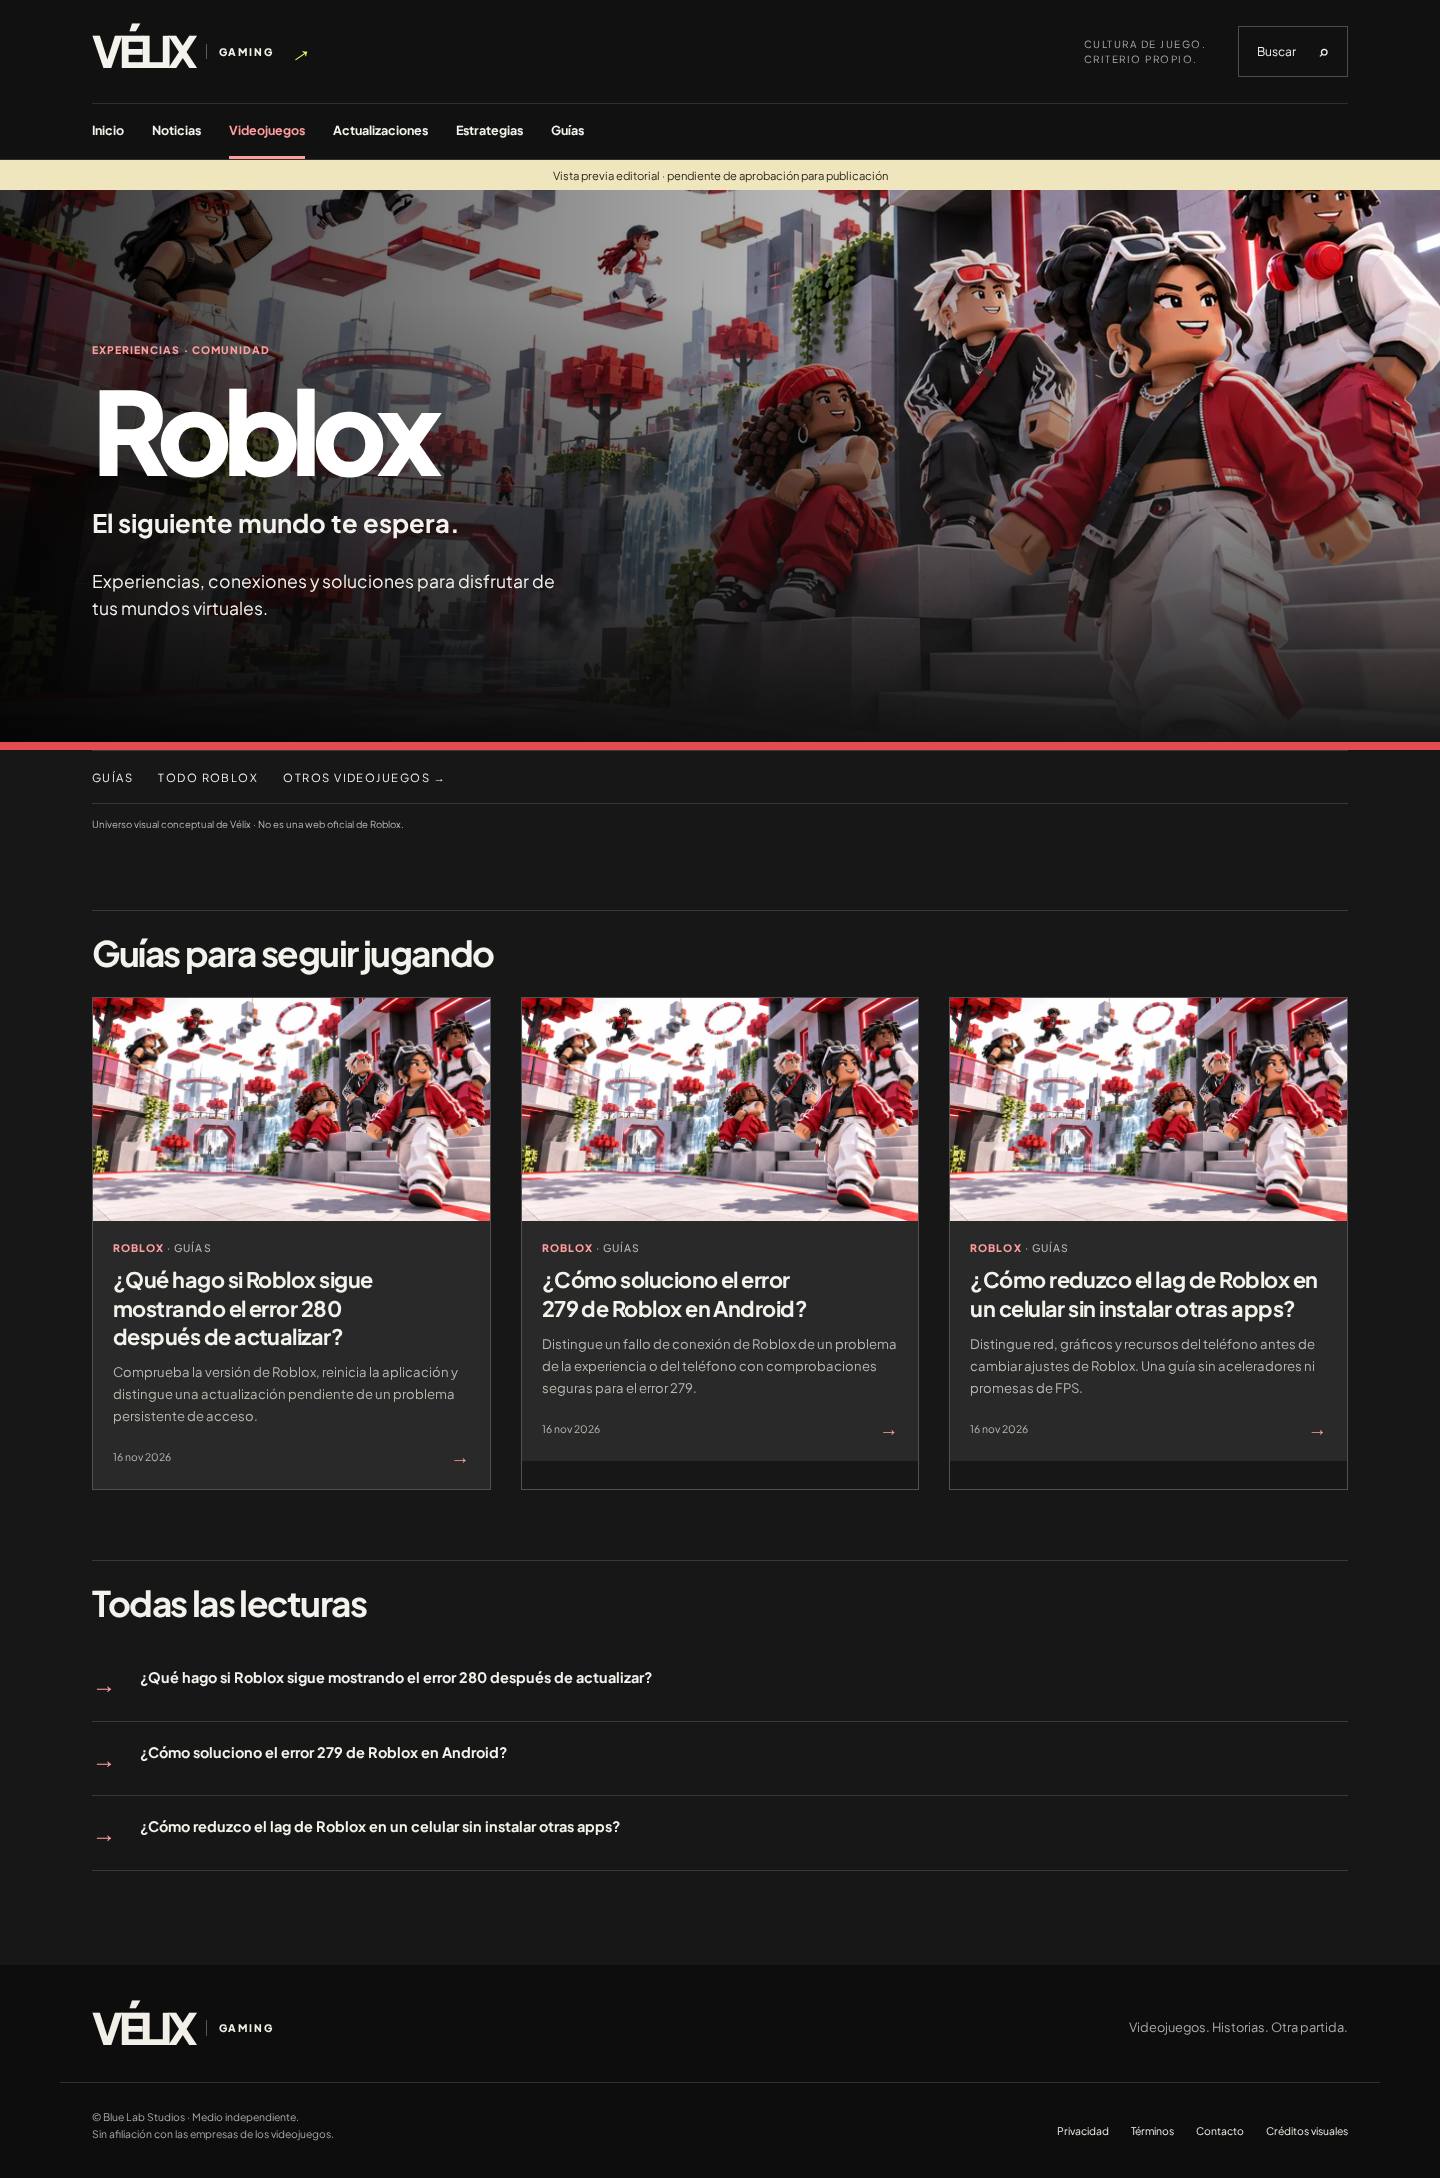 VÉLIX GAMING →
CULTURA DE JUEGO.
CRITERIO PROPIO.
Buscar
Inicio Noticias Videojuegos Actualizaciones Estrategias Guías
Vista previa editorial · pendiente de aprobación para publicación
EXPERIENCIAS · COMUNIDAD
Roblox
El siguiente mundo te espera.
Experiencias, conexiones y soluciones para disfrutar de
tus mundos virtuales.
GUÍAS TODO ROBLOX OTROS VIDEOJUEGOS →
Universo visual conceptual de Vélix · No es una web oficial de Roblox.
Guías para seguir jugando
ROBLOX · GUÍAS
¿Qué hago si Roblox sigue
mostrando el error 280
después de actualizar?
Comprueba la versión de Roblox, reinicia la aplicación y
distingue una actualización pendiente de un problema
persistente de acceso.
16 nov 2026 →
ROBLOX · GUÍAS
¿Cómo soluciono el error
279 de Roblox en Android?
Distingue un fallo de conexión de Roblox de un problema
de la experiencia o del teléfono con comprobaciones
seguras para el error 279.
16 nov 2026 →
ROBLOX · GUÍAS
¿Cómo reduzco el lag de Roblox en
un celular sin instalar otras apps?
Distingue red, gráficos y recursos del teléfono antes de
cambiar ajustes de Roblox. Una guía sin aceleradores ni
promesas de FPS.
16 nov 2026 →
Todas las lecturas
→ ¿Qué hago si Roblox sigue mostrando el error 280 después de actualizar?
→ ¿Cómo soluciono el error 279 de Roblox en Android?
→ ¿Cómo reduzco el lag de Roblox en un celular sin instalar otras apps?
VÉLIX GAMING
Videojuegos. Historias. Otra partida.
© Blue Lab Studios · Medio independiente.
Sin afiliación con las empresas de los videojuegos.
Privacidad Términos Contacto Créditos visuales